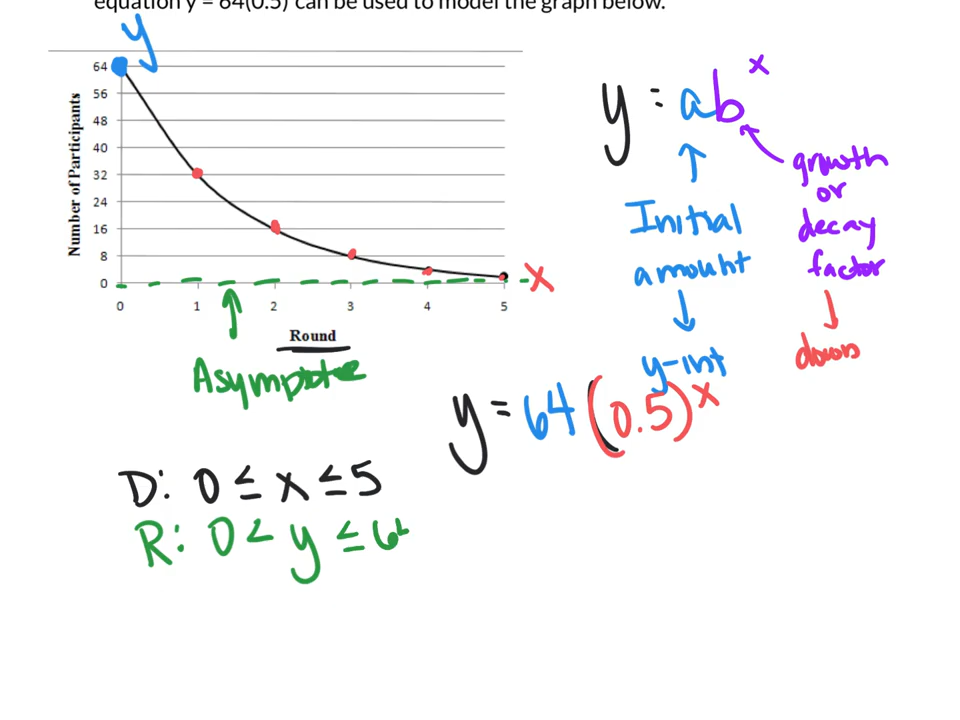 equation y = 64(0.5) can be used to model the graph below.
y
64
56
48
40
32
24
16
8
0
Number of Participants
0 1 2 3 4 5
x
Round
Asymptote
y = ab^x
Initial
amount
y-int
growth
or
decay
factor
down
y = 64(0.5)^x
D: 0 ≤ x ≤ 5
R: 0 < y ≤ 6